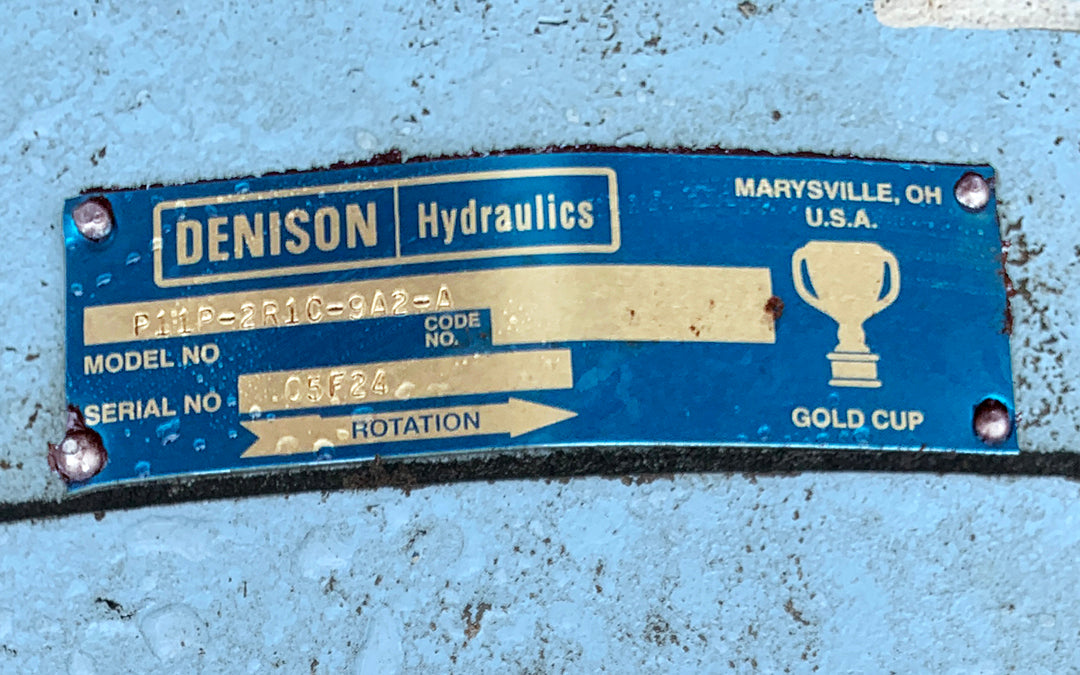 DENISON Hydraulics
MARYSVILLE, OH
U.S.A.
P11P-2R1C-9A2-A
MODEL NO
CODE
NO.
SERIAL NO 05F24
ROTATION
GOLD CUP